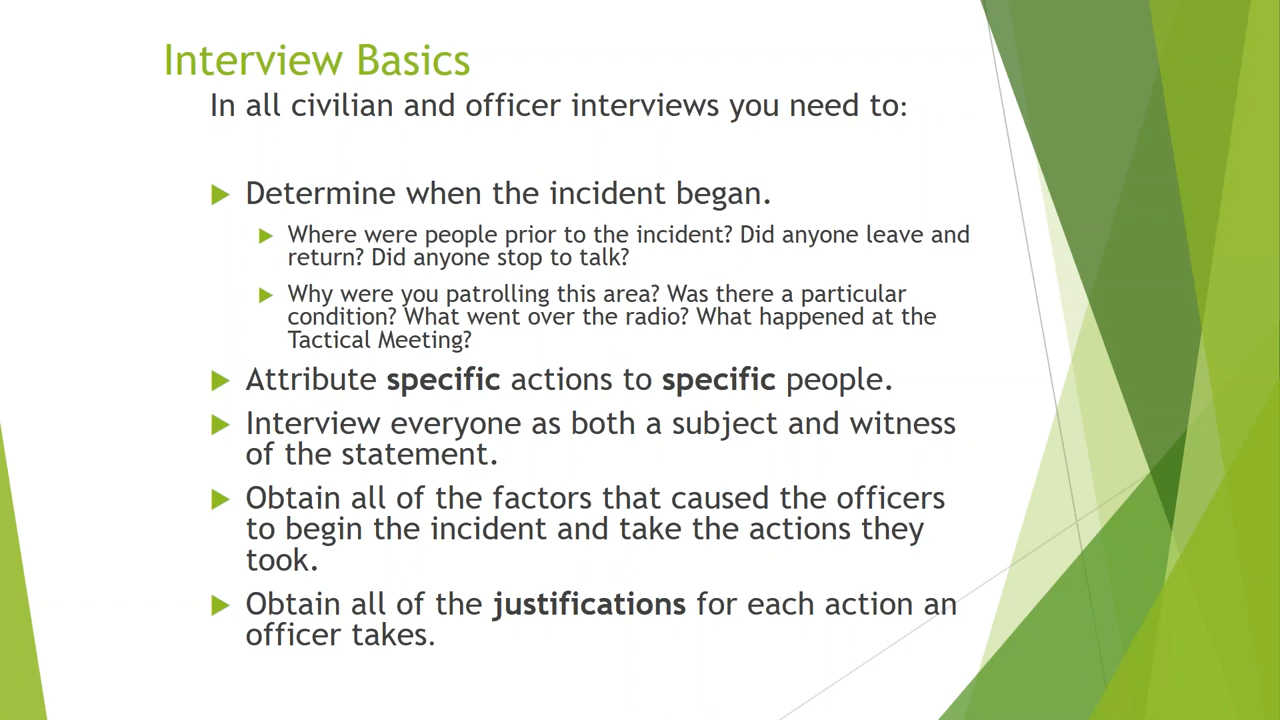 Interview Basics
In all civilian and officer interviews you need to:
Determine when the incident began.
Where were people prior to the incident? Did anyone leave and
return? Did anyone stop to talk?
Why were you patrolling this area? Was there a particular
condition? What went over the radio? What happened at the
Tactical Meeting?
Attribute specific actions to specific people.
Interview everyone as both a subject and witness
of the statement.
Obtain all of the factors that caused the officers
to begin the incident and take the actions they
took.
Obtain all of the justifications for each action an
officer takes.